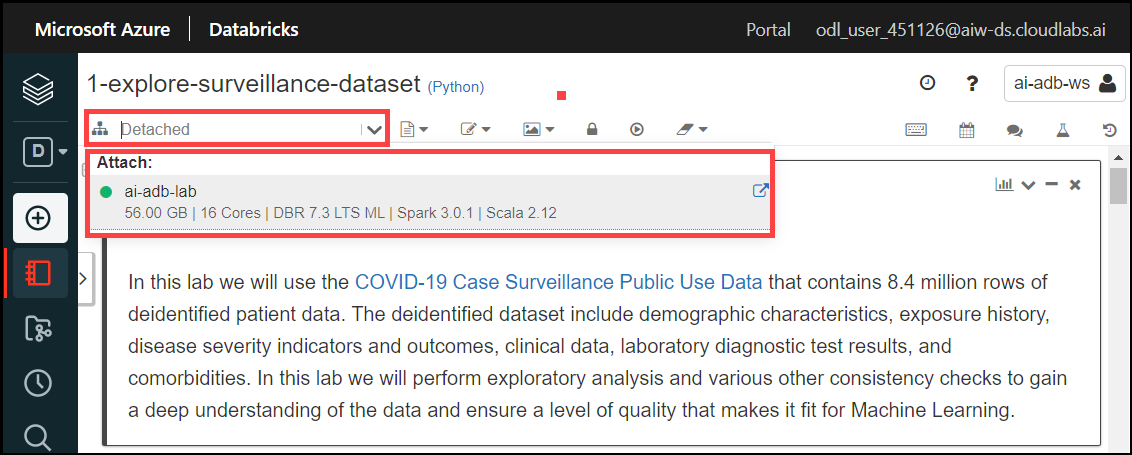 Microsoft Azure | Databricks
Portal
odl_user_451126@aiw-ds.cloudlabs.ai
1-explore-surveillance-dataset (Python)
?
ai-adb-ws
Detached
D
Attach:
ai-adb-lab
56.00 GB | 16 Cores | DBR 7.3 LTS ML | Spark 3.0.1 | Scala 2.12
In this lab we will use the COVID-19 Case Surveillance Public Use Data that contains 8.4 million rows of
deidentified patient data. The deidentified dataset include demographic characteristics, exposure history,
disease severity indicators and outcomes, clinical data, laboratory diagnostic test results, and
comorbidities. In this lab we will perform exploratory analysis and various other consistency checks to gain
a deep understanding of the data and ensure a level of quality that makes it fit for Machine Learning.